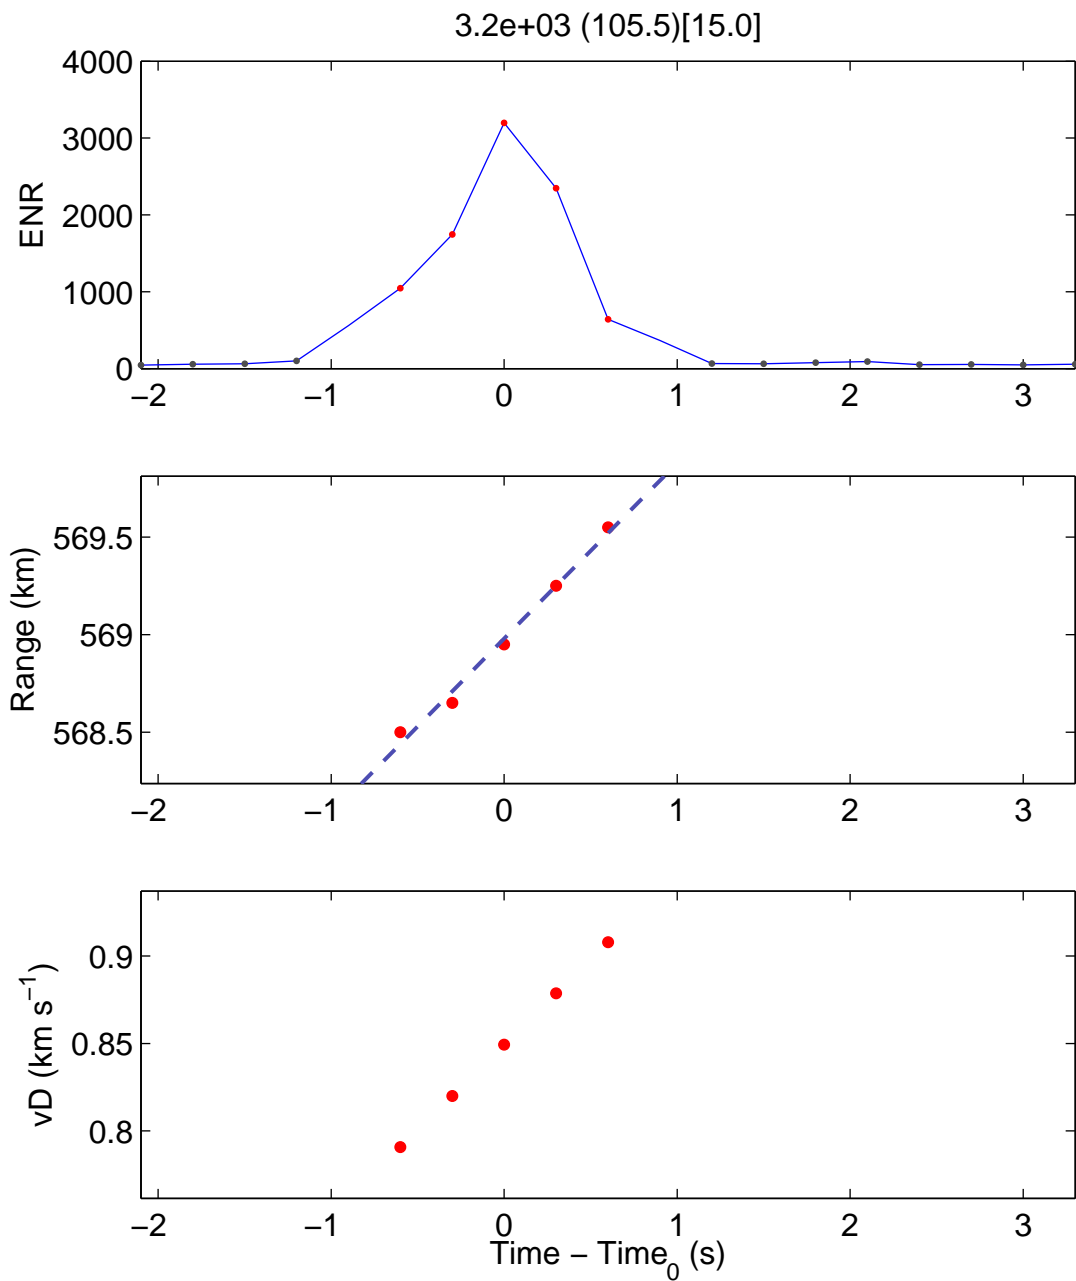 3.2e+03 (105.5)[15.0]
4000
3000
2000
1000
0
ENR
−2 −1 0 1 2 3
569.5
569
568.5
Range (km)
−2 −1 0 1 2 3
0.9
0.85
0.8
vD (km s−1)
−2 −1 0 1 2 3
Time − Time0 (s)